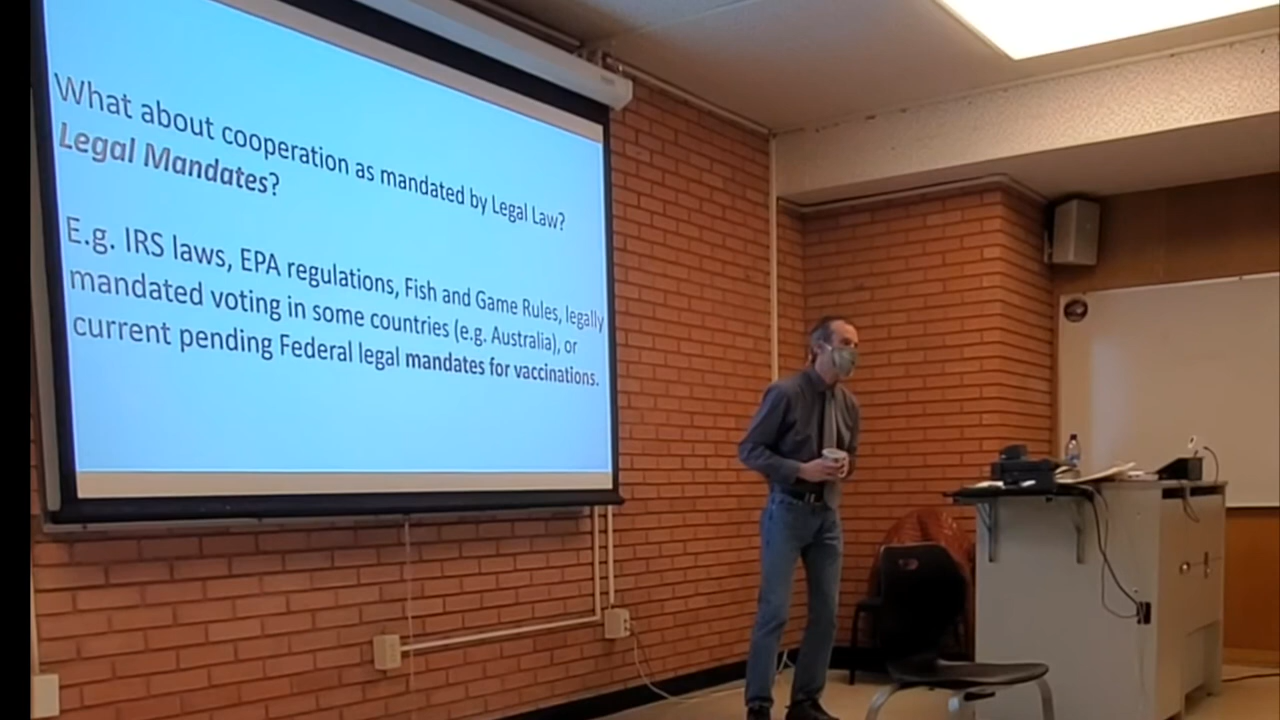 What about cooperation as mandated by Legal Law?
Legal Mandates?
E.g. IRS laws, EPA regulations, Fish and Game Rules, legally
mandated voting in some countries (e.g. Australia), or
current pending Federal legal mandates for vaccinations.